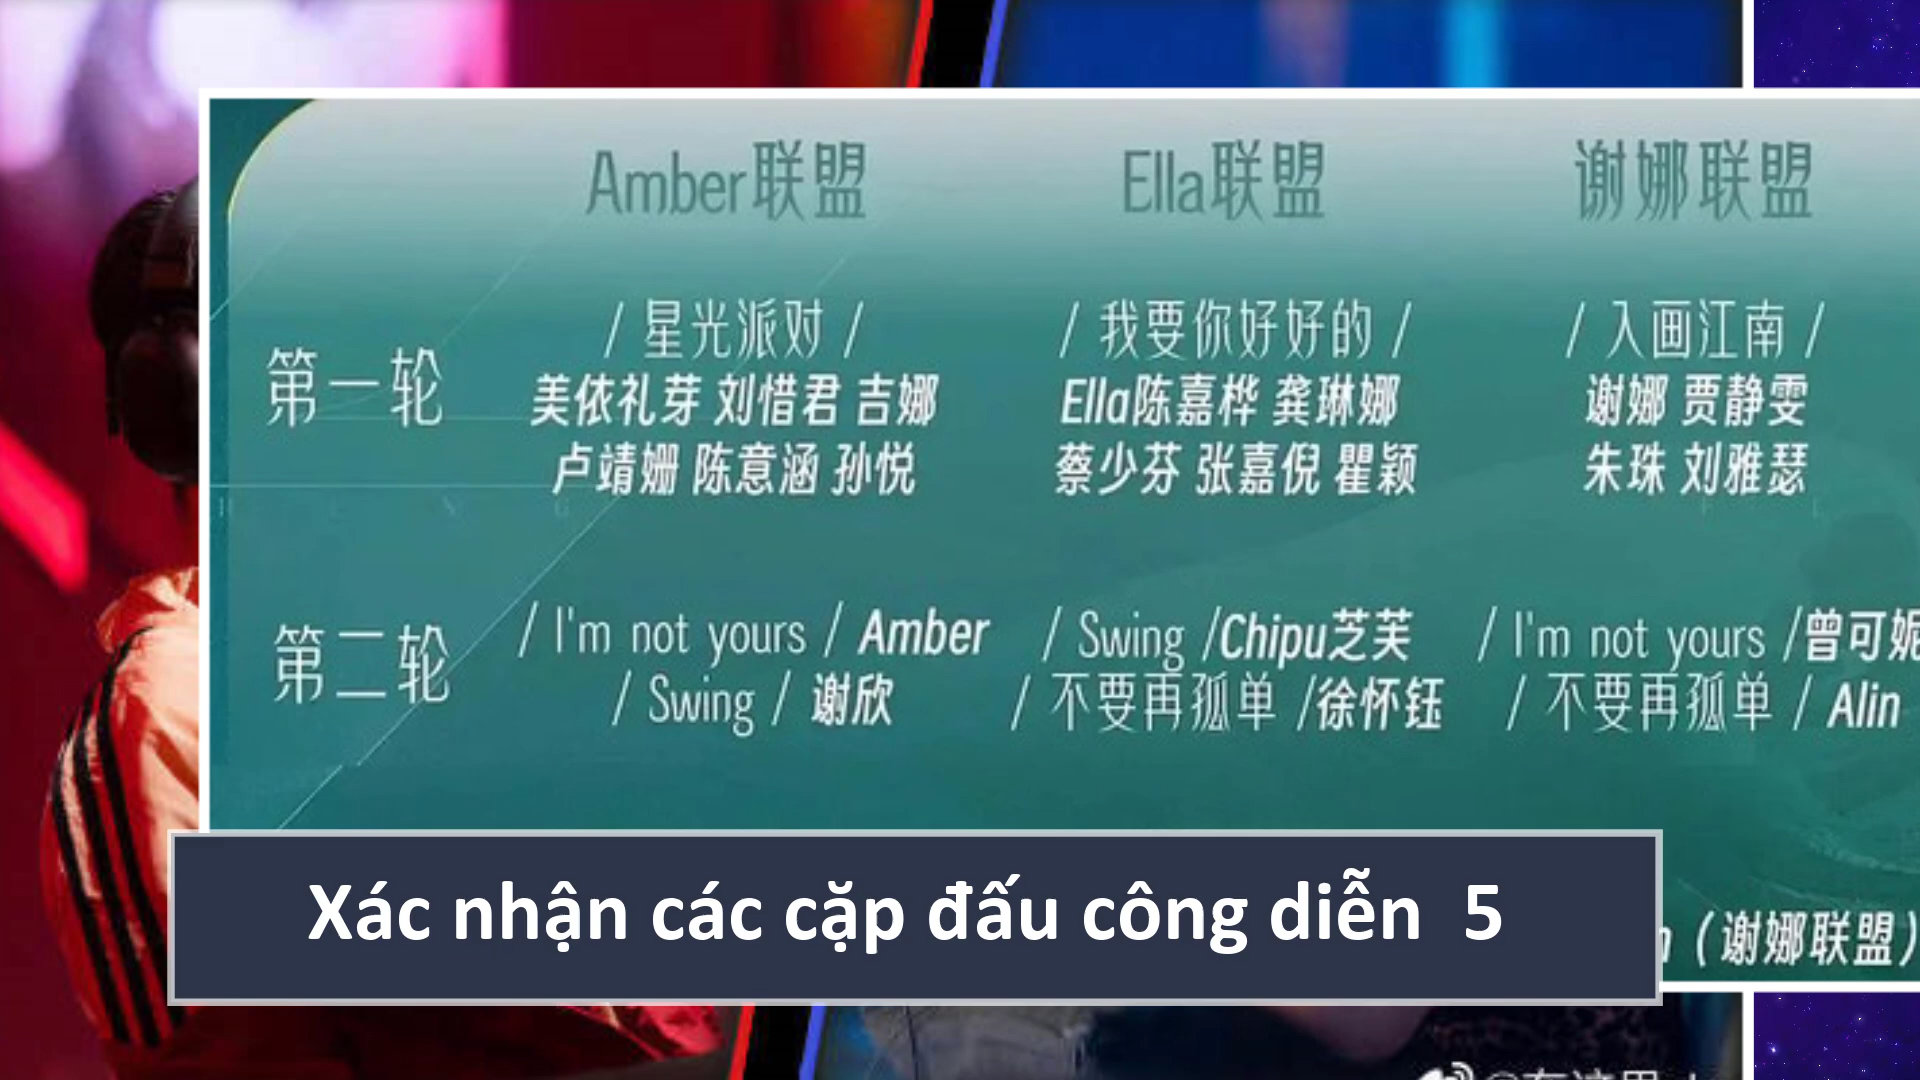 Amber联盟 Ella联盟 谢娜联盟
/ 星光派对 / / 我要你好好的 / / 入画江南 /
第一轮
美依礼芽 刘惜君 吉娜 Ella陈嘉桦 龚琳娜 谢娜 贾静雯
卢靖姗 陈意涵 孙悦 蔡少芬 张嘉倪 瞿颖 朱珠 刘雅瑟
/ I'm not yours / Amber / Swing /Chipu芝芙 / I'm not yours /曾可妮
第二轮
/ Swing / 谢欣 / 不要再孤单 /徐怀钰 / 不要再孤单 / Alin
Xác nhận các cặp đấu công diễn 5
(谢娜联盟)